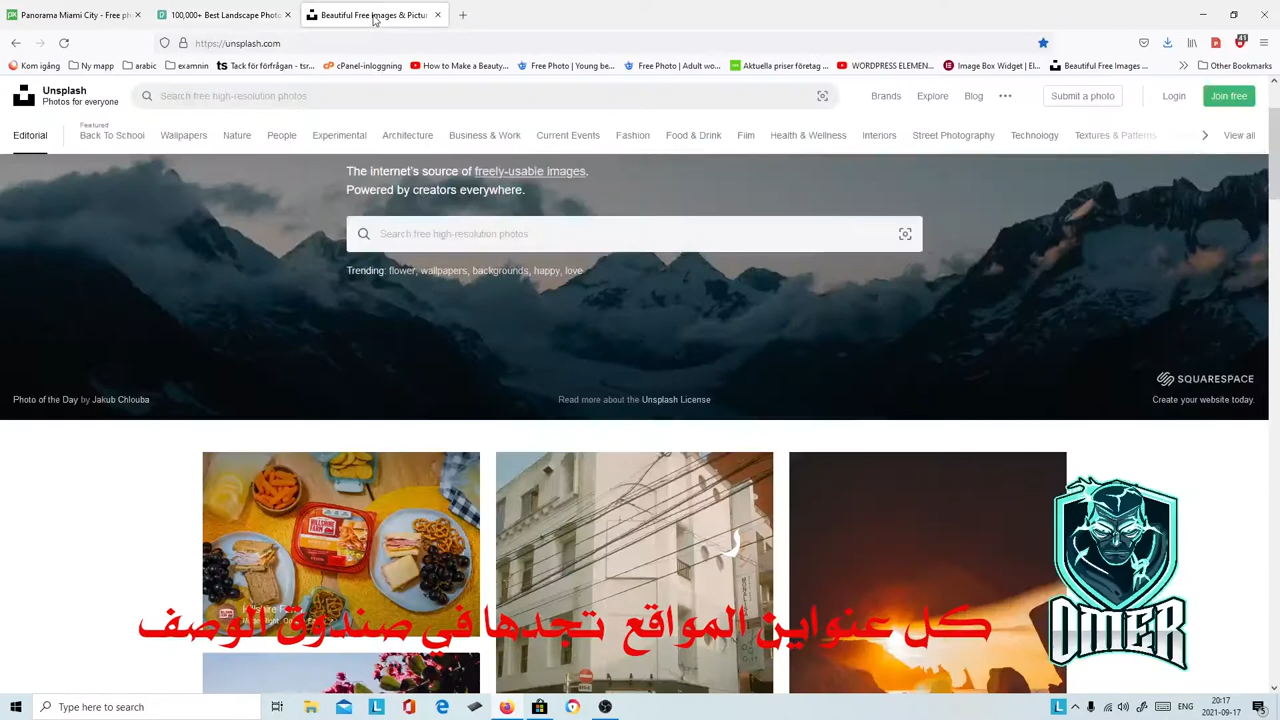 Panorama Miami City - Free ph
100,000+ Best Landscape Photo
Beautiful Free Images & Pictur
https://unsplash.com
Kom igång
Ny mapp
arabic
examnin
ts Tack för förfrågan - tsr...
cPanel-inloggning
How to Make a Beauty...
Free Photo | Young be...
Free Photo | Adult wo...
Aktuella priser företag ...
WORDPRESS ELEMEN...
Image Box Widget | El...
Beautiful Free Images ...
Other Bookmarks
41
Unsplash
Photos for everyone
Search free high-resolution photos
Brands
Explore
Blog
Submit a photo
Login
Join free
Editorial
Featured
Back To School
Wallpapers
Nature
People
Experimental
Architecture
Business & Work
Current Events
Fashion
Food & Drink
Film
Health & Wellness
Interiors
Street Photography
Technology
Textures & Patterns
View all
The internet's source of freely-usable images.
Powered by creators everywhere.
Search free high-resolution photos
Trending: flower, wallpapers, backgrounds, happy, love
SQUARESPACE
Photo of the Day by Jakub Chlouba
Read more about the Unsplash License
Create your website today.
HILLSHIRE FARM
كل عنواين المواقع تجدها في صندوق الوصف
OMER
Type here to search
ENG
20:17
2021-09-17